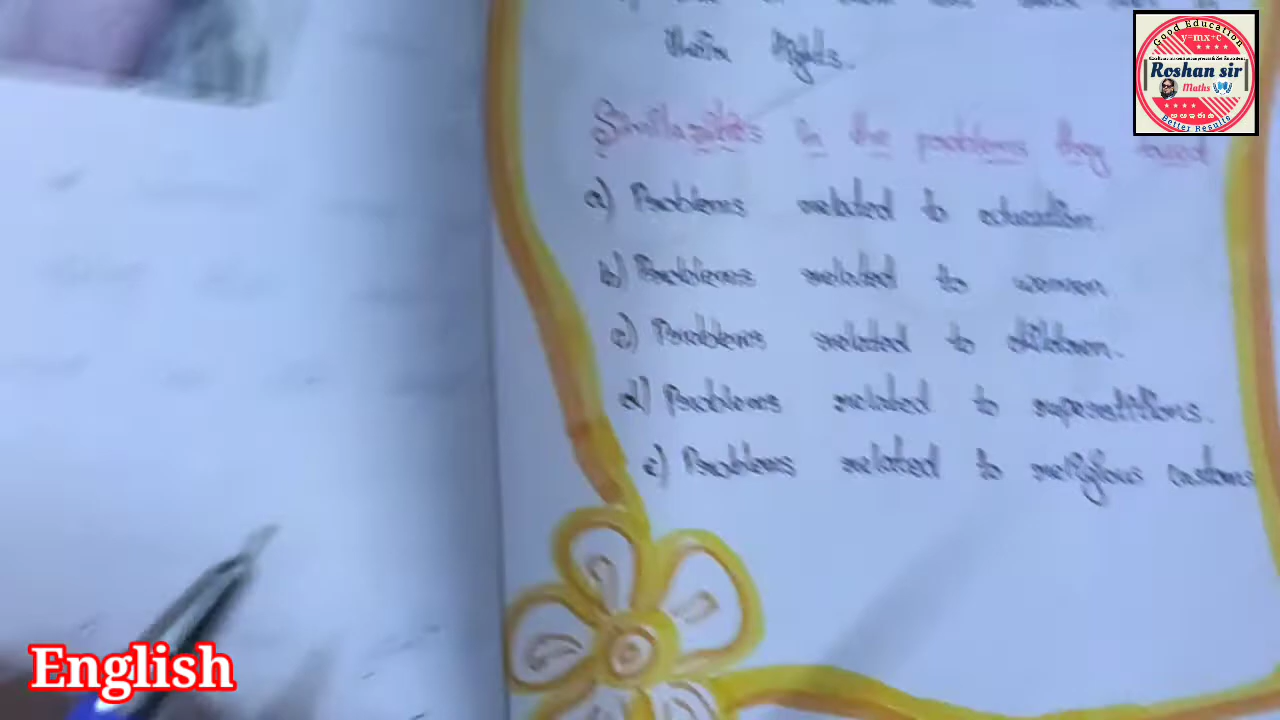 their rights.
Similarities in the problems they faced
a) Problems related to education.
b) Problems related to women.
c) Problems related to children.
d) Problems related to superstitions.
e) Problems related to religious customs
Good Education
y=mx+c
Roshan sir
Maths
Better Results
English